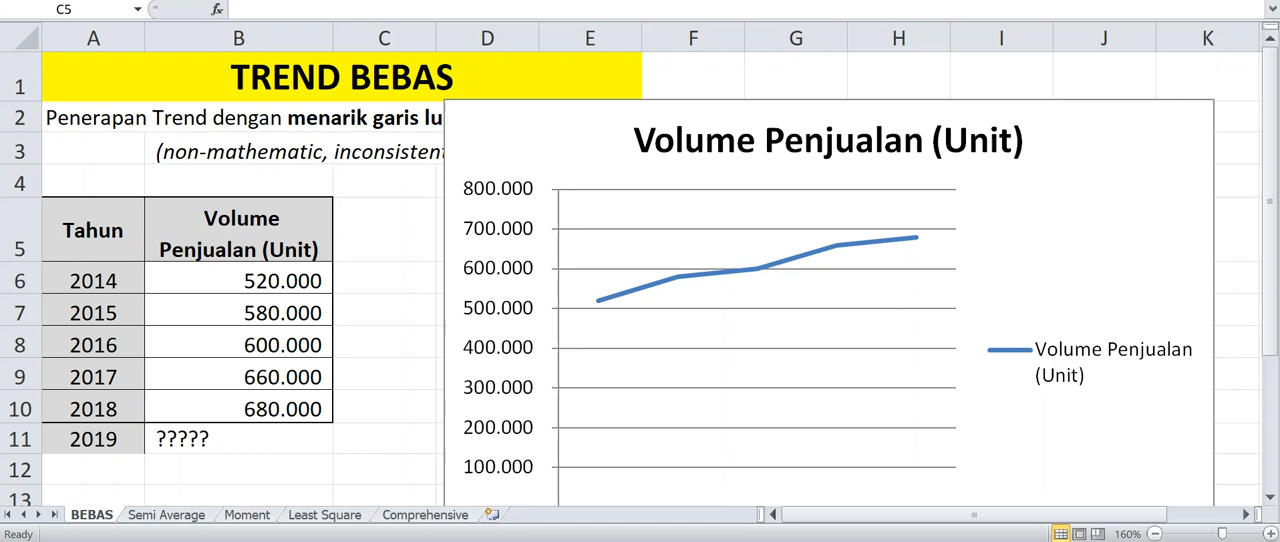 C5
fx
A B C D E F G H I J K
1 TREND BEBAS
2 Penerapan Trend dengan menarik garis lu
3 (non-mathematic, inconsistent
4
5 Tahun Volume Penjualan (Unit)
6 2014 520.000
7 2015 580.000
8 2016 600.000
9 2017 660.000
10 2018 680.000
11 2019 ?????
12
13
Volume Penjualan (Unit)
800.000
700.000
600.000
500.000
400.000
300.000
200.000
100.000
Volume Penjualan
(Unit)
BEBAS Semi Average Moment Least Square Comprehensive
Ready 160%